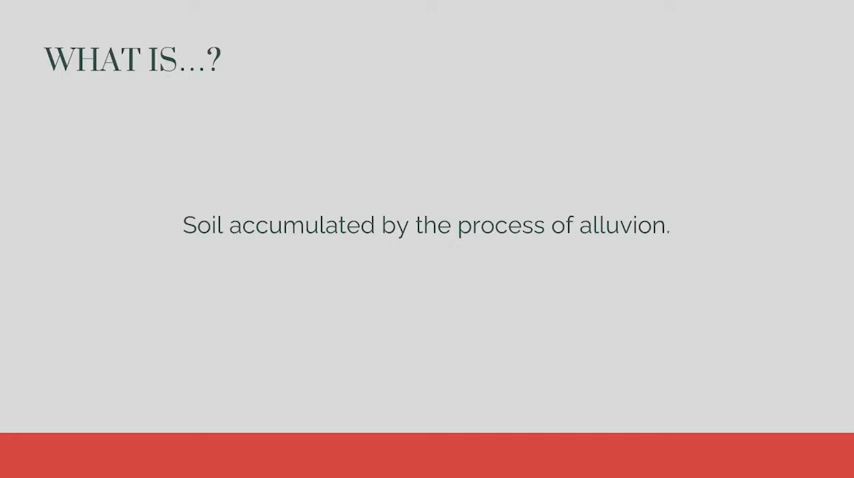 WHAT IS...?
Soil accumulated by the process of alluvion.